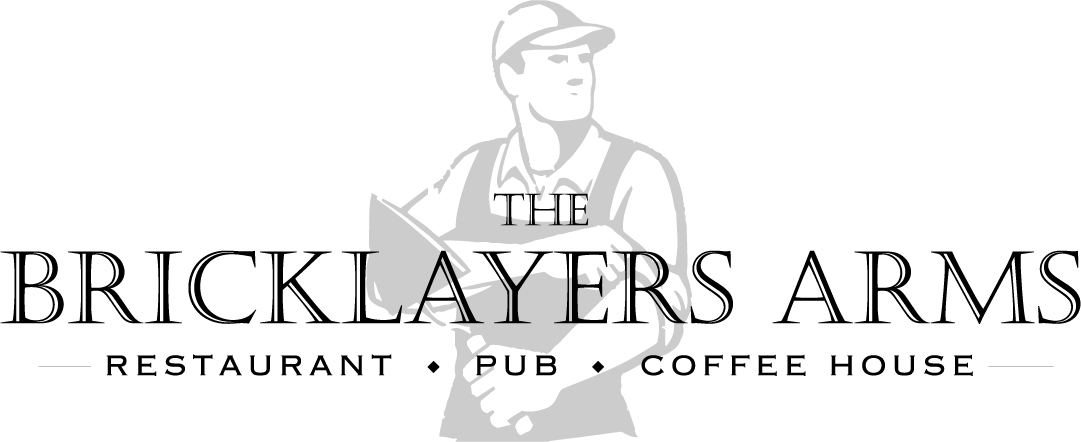 THE
BRICKLAYERS ARMS
RESTAURANT ◆ PUB ◆ COFFEE HOUSE